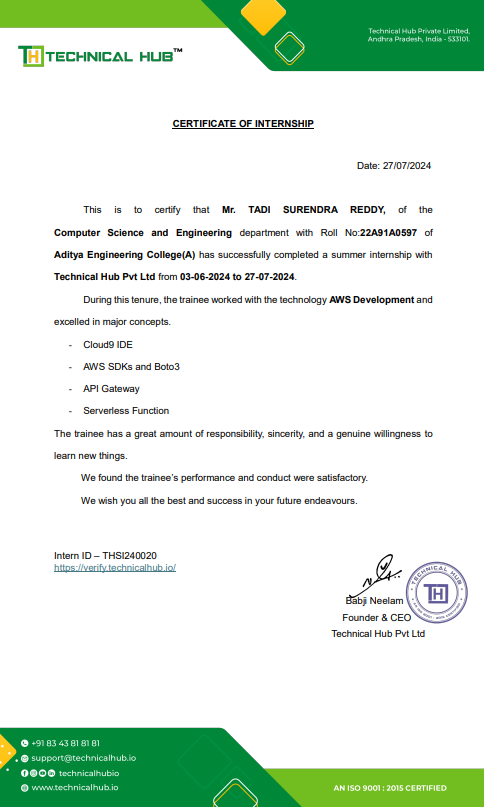 Technical Hub Private Limited,
Andhra Pradesh, India - 533101.
TH TECHNICAL HUB™
CERTIFICATE OF INTERNSHIP
Date: 27/07/2024
This is to certify that Mr. TADI SURENDRA REDDY, of the
Computer Science and Engineering department with Roll No:22A91A0597 of
Aditya Engineering College(A) has successfully completed a summer internship with
Technical Hub Pvt Ltd from 03-06-2024 to 27-07-2024.
During this tenure, the trainee worked with the technology AWS Development and
excelled in major concepts.
- Cloud9 IDE
- AWS SDKs and Boto3
- API Gateway
- Serverless Function
The trainee has a great amount of responsibility, sincerity, and a genuine willingness to
learn new things.
We found the trainee's performance and conduct were satisfactory.
We wish you all the best and success in your future endeavours.
Intern ID – THSI240020
https://verify.technicalhub.io/
TECHNICAL HUB
TH
Babji Neelam
Founder & CEO
Technical Hub Pvt Ltd
+91 83 43 81 81 81
support@technicalhub.io
technicalhubio
www.technicalhub.io
AN ISO 9001 : 2015 CERTIFIED